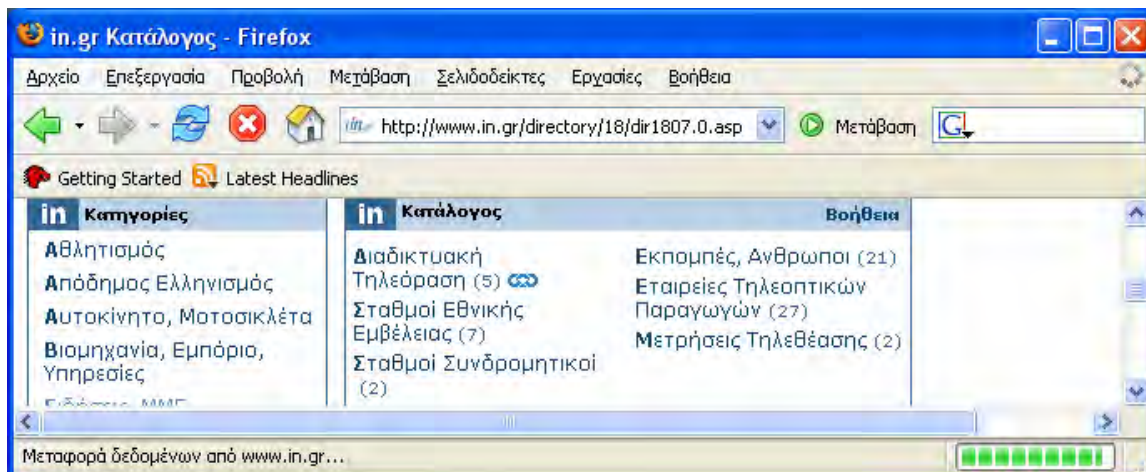 in.gr Κατάλογος - Firefox
Αρχείο Επεξεργασία Προβολή Μετάβαση Σελιδοδείκτες Εργασίες Βοήθεια
in. http://www.in.gr/directory/18/dir1807.0.asp Μετάβαση G
Getting Started Latest Headlines
in Κατηγορίες
Αθλητισμός
Απόδημος Ελληνισμός
Αυτοκίνητο, Μοτοσικλέτα
Βιομηχανία, Εμπόριο,
Υπηρεσίες
Ειδήσεις, ΜΜΕ
in Κατάλογος Βοήθεια
Διαδικτυακή
Τηλεόραση (5)
Σταθμοί Εθνικής
Εμβέλειας (7)
Σταθμοί Συνδρομητικοί
(2)
Εκπομπές, Ανθρωποι (21)
Εταιρείες Τηλεοπτικών
Παραγωγών (27)
Μετρήσεις Τηλεθέασης (2)
Μεταφορά δεδομένων από www.in.gr...